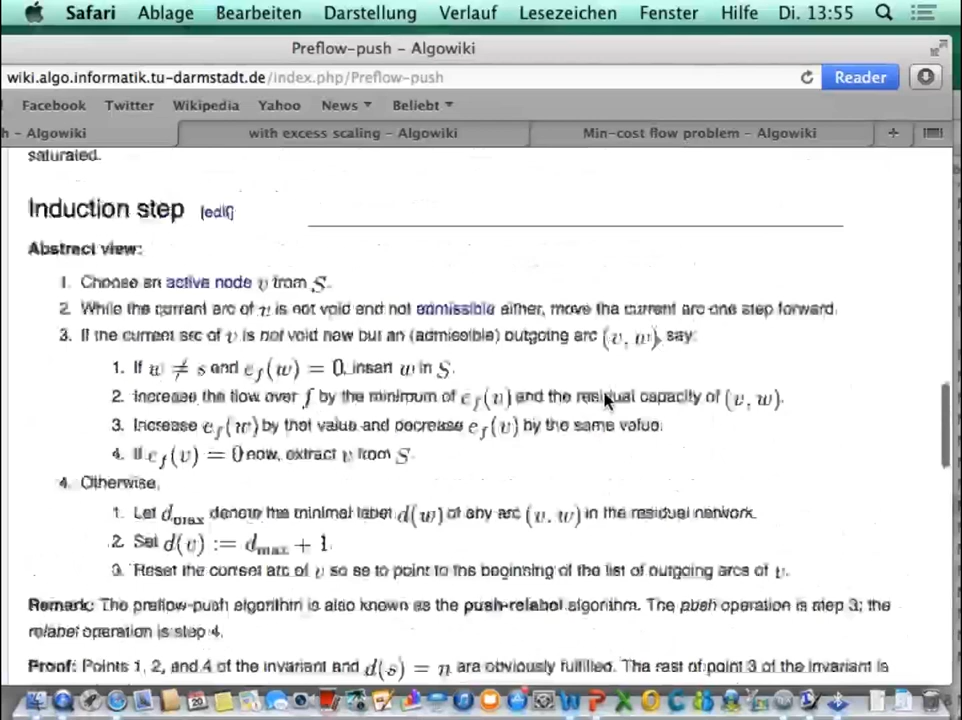 Safari Ablage Bearbeiten Darstellung Verlauf Lesezeichen Fenster Hilfe Di. 13:55
Preflow-push – Algowiki
wiki.algo.informatik.tu-darmstadt.de/index.php/Preflow-push Reader
Facebook Twitter Wikipedia Yahoo News Beliebt
h – Algowiki with excess scaling – Algowiki Min-cost flow problem – Algowiki
saturated.
Induction step [edit]
Abstract view:
1. Choose an active node v from S.
2. While the current arc of v is not void and not admissible either, move the current arc one step forward.
3. If the current arc of v is not void now but an (admissible) outgoing arc (v, w), say:
1. If w ≠ s and e_f(w) = 0, insert w in S.
2. Increase the flow over f by the minimum of e_f(v) and the residual capacity of (v, w).
3. Increase e_f(w) by that value and decrease e_f(v) by the same value.
4. If e_f(v) = 0 now, extract v from S.
4. Otherwise,
1. Let d_max denote the minimal label d(w) of any arc (v, w) in the residual network.
2. Set d(v) := d_max + 1.
3. Reset the current arc of v so as to point to the beginning of the list of outgoing arcs of v.
Remark: The preflow-push algorithm is also known as the push-relabel algorithm. The push operation is step 3; the
relabel operation is step 4.
Proof: Points 1, 2, and 4 of the invariant and d(s) = n are obviously fulfilled. The rest of point 3 of the invariant is